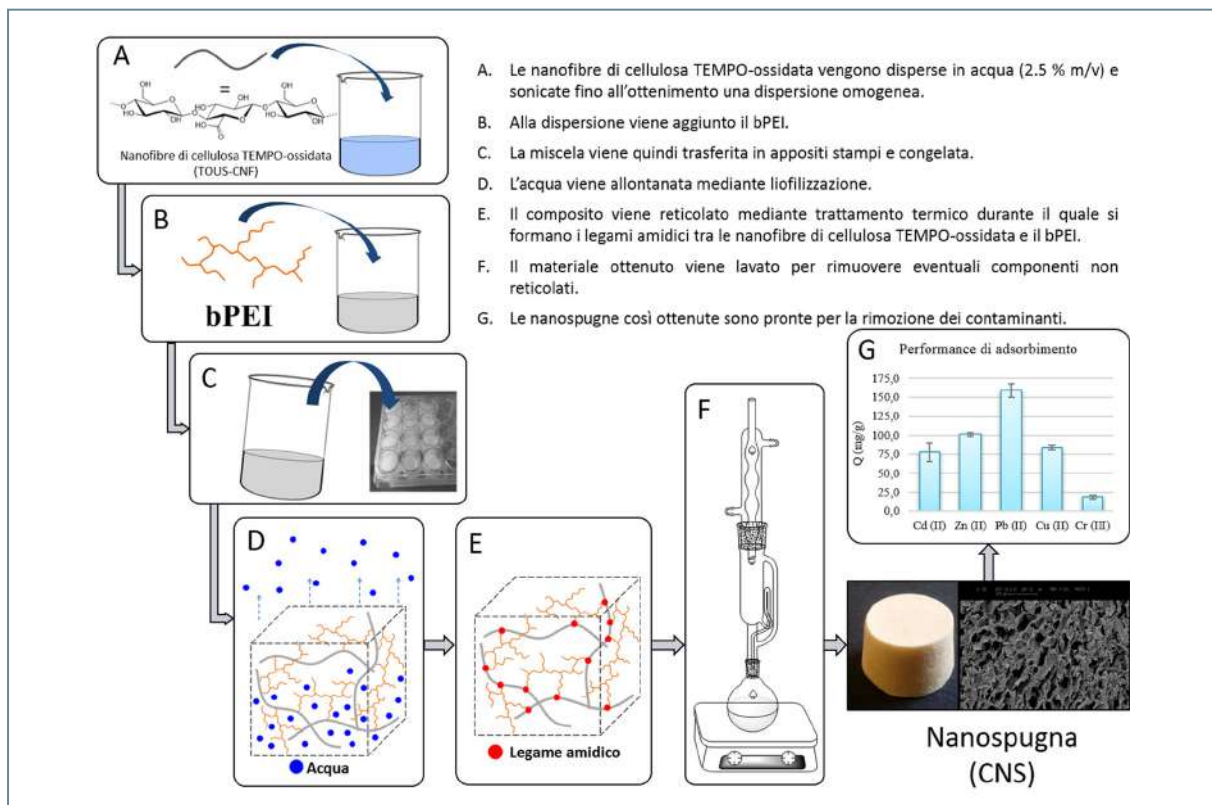 A
OH
OH
OH
HO
O
=
Nanofibre di cellulosa TEMPO-ossidata
(TOUS-CNF)
A. Le nanofibre di cellulosa TEMPO-ossidata vengono disperse in acqua (2.5 % m/v) e
sonicate fino all’ottenimento una dispersione omogenea.
B. Alla dispersione viene aggiunto il bPEI.
C. La miscela viene quindi trasferita in appositi stampi e congelata.
D. L’acqua viene allontanata mediante liofilizzazione.
E. Il composito viene reticolato mediante trattamento termico durante il quale si
formano i legami amidici tra le nanofibre di cellulosa TEMPO-ossidata e il bPEI.
F. Il materiale ottenuto viene lavato per rimuovere eventuali componenti non
reticolati.
G. Le nanospugne così ottenute sono pronte per la rimozione dei contaminanti.
B
bPEI
C
D
Acqua
E
Legame amidico
F
G
Performance di adsorbimento
Q (mg/g)
175,0
150,0
125,0
100,0
75,0
50,0
25,0
0,0
Cd (II) Zn (II) Pb (II) Cu (II) Cr (III)
Nanospugna
(CNS)